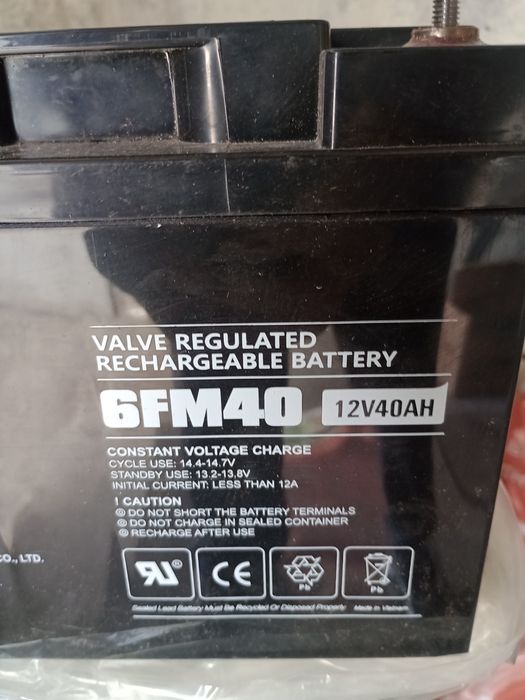 VALVE REGULATED
RECHARGEABLE BATTERY
6FM40 12V40AH
CONSTANT VOLTAGE CHARGE
CYCLE USE: 14.4-14.7V
STANDBY USE: 13.2-13.8V
INITIAL CURRENT: LESS THAN 12A
! CAUTION
DO NOT SHORT THE BATTERY TERMINALS
DO NOT CHARGE IN SEALED CONTAINER
RECHARGE AFTER USE
CO., LTD.
RU CE Pb Pb
Sealed Lead Battery Must Be Recycled Or Disposed Properly Made in Vietnam